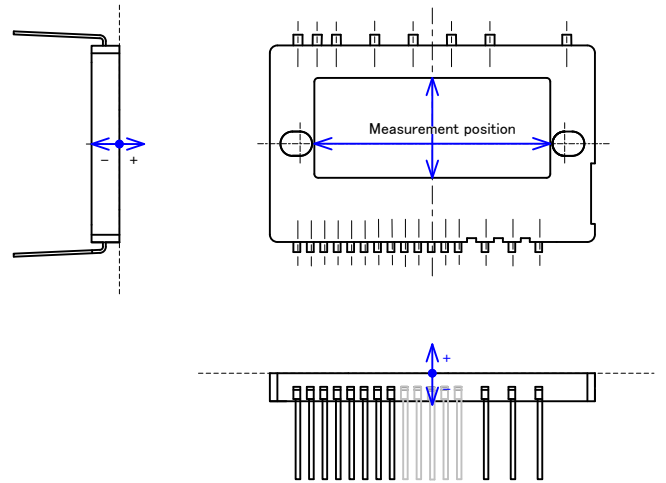 Measurement position
− +
+
−